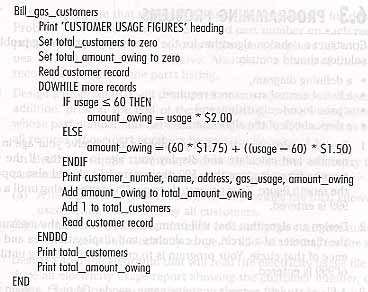 Bill_gas_customers
Print 'CUSTOMER USAGE FIGURES' heading
Set total_customers to zero
Set total_amount_owing to zero
Read customer record
DOWHILE more records
IF usage ≤ 60 THEN
amount_owing = usage * $2.00
ELSE
amount_owing = (60 * $1.75) + ((usage – 60) * $1.50)
ENDIF
Print customer_number, name, address, gas_usage, amount_owing
Add amount_owing to total_amount_owing
Add 1 to total_customers
Read customer record
ENDDO
Print total_customers
Print total_amount_owing
END